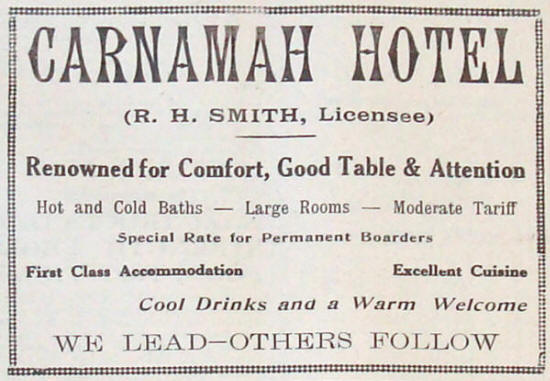 CARNAMAH HOTEL
(R. H. SMITH, Licensee)
Renowned for Comfort, Good Table & Attention
Hot and Cold Baths — Large Rooms — Moderate Tariff
Special Rate for Permanent Boarders
First Class Accommodation Excellent Cuisine
Cool Drinks and a Warm Welcome
WE LEAD—OTHERS FOLLOW